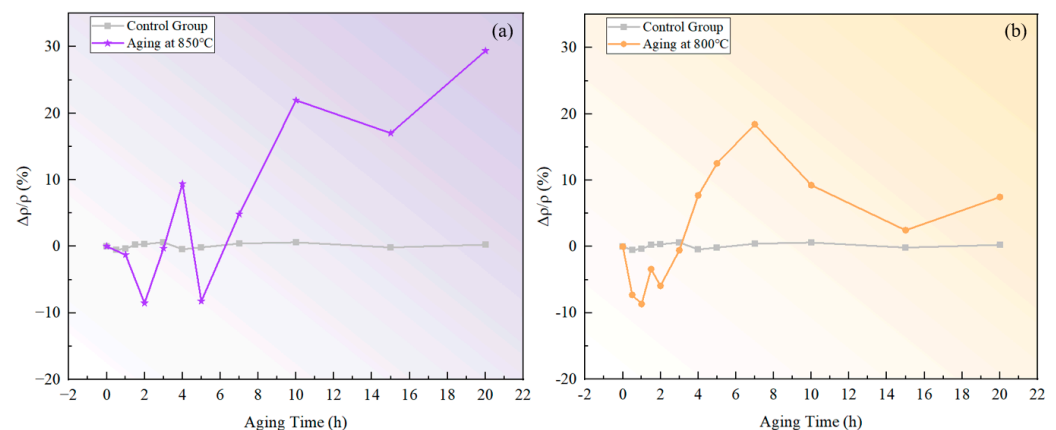 Control Group
Aging at 850℃
(a)
30
20
10
0
−10
−20
Δρ/ρ (%)
−2 0 2 4 6 8 10 12 14 16 18 20 22
Aging Time (h)
Control Group
Aging at 800℃
(b)
30
20
10
0
-10
-20
Δρ/ρ (%)
-2 0 2 4 6 8 10 12 14 16 18 20 22
Aging Time (h)